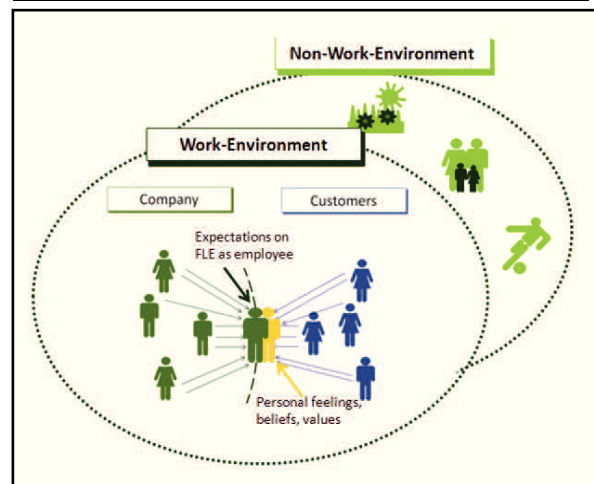 Non-Work-Environment
Work-Environment
Company
Customers
Expectations on
FLE as employee
Personal feelings,
beliefs, values